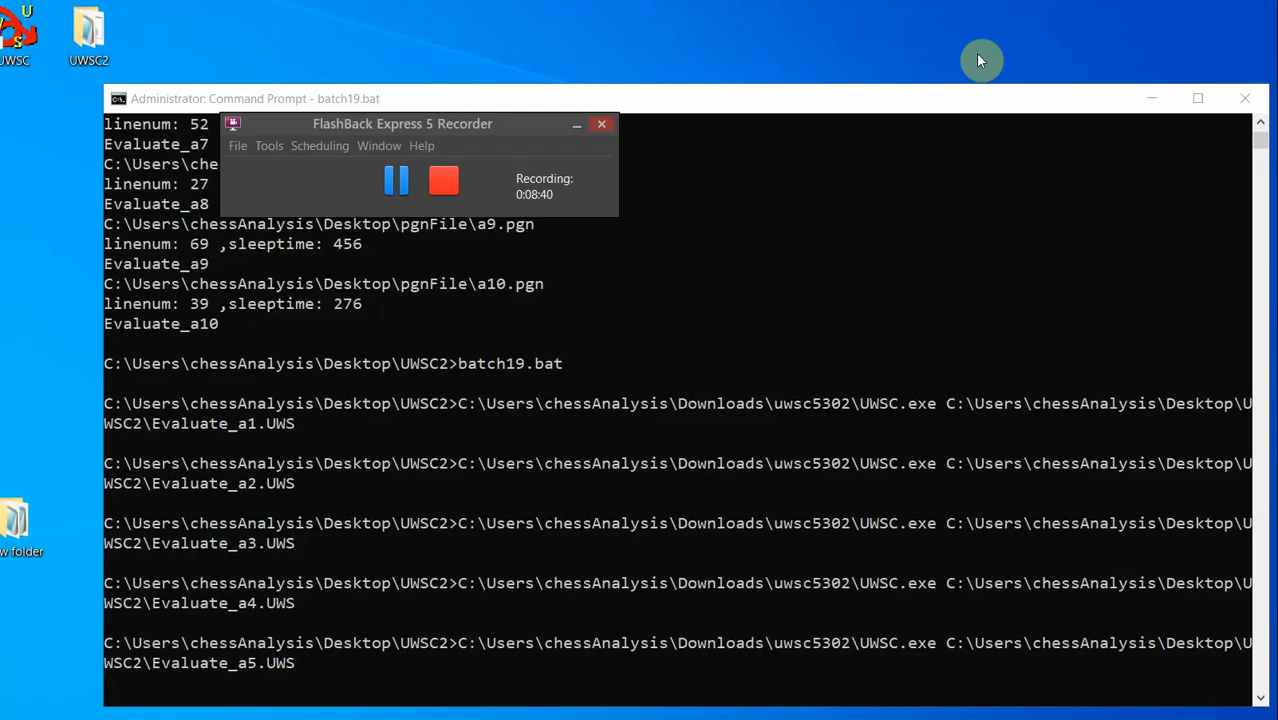 U
S
UWSC
UWSC2
Administrator: Command Prompt - batch19.bat
FlashBack Express 5 Recorder
File Tools Scheduling Window Help
Recording:
0:08:40
linenum: 52
Evaluate_a7
C:\Users\che
linenum: 27
Evaluate_a8
C:\Users\chessAnalysis\Desktop\pgnFile\a9.pgn
linenum: 69 ,sleeptime: 456
Evaluate_a9
C:\Users\chessAnalysis\Desktop\pgnFile\a10.pgn
linenum: 39 ,sleeptime: 276
Evaluate_a10
C:\Users\chessAnalysis\Desktop\UWSC2>batch19.bat
C:\Users\chessAnalysis\Desktop\UWSC2>C:\Users\chessAnalysis\Downloads\uwsc5302\UWSC.exe C:\Users\chessAnalysis\Desktop\U
WSC2\Evaluate_a1.UWS
C:\Users\chessAnalysis\Desktop\UWSC2>C:\Users\chessAnalysis\Downloads\uwsc5302\UWSC.exe C:\Users\chessAnalysis\Desktop\U
WSC2\Evaluate_a2.UWS
C:\Users\chessAnalysis\Desktop\UWSC2>C:\Users\chessAnalysis\Downloads\uwsc5302\UWSC.exe C:\Users\chessAnalysis\Desktop\U
WSC2\Evaluate_a3.UWS
C:\Users\chessAnalysis\Desktop\UWSC2>C:\Users\chessAnalysis\Downloads\uwsc5302\UWSC.exe C:\Users\chessAnalysis\Desktop\U
WSC2\Evaluate_a4.UWS
C:\Users\chessAnalysis\Desktop\UWSC2>C:\Users\chessAnalysis\Downloads\uwsc5302\UWSC.exe C:\Users\chessAnalysis\Desktop\U
WSC2\Evaluate_a5.UWS
w folder